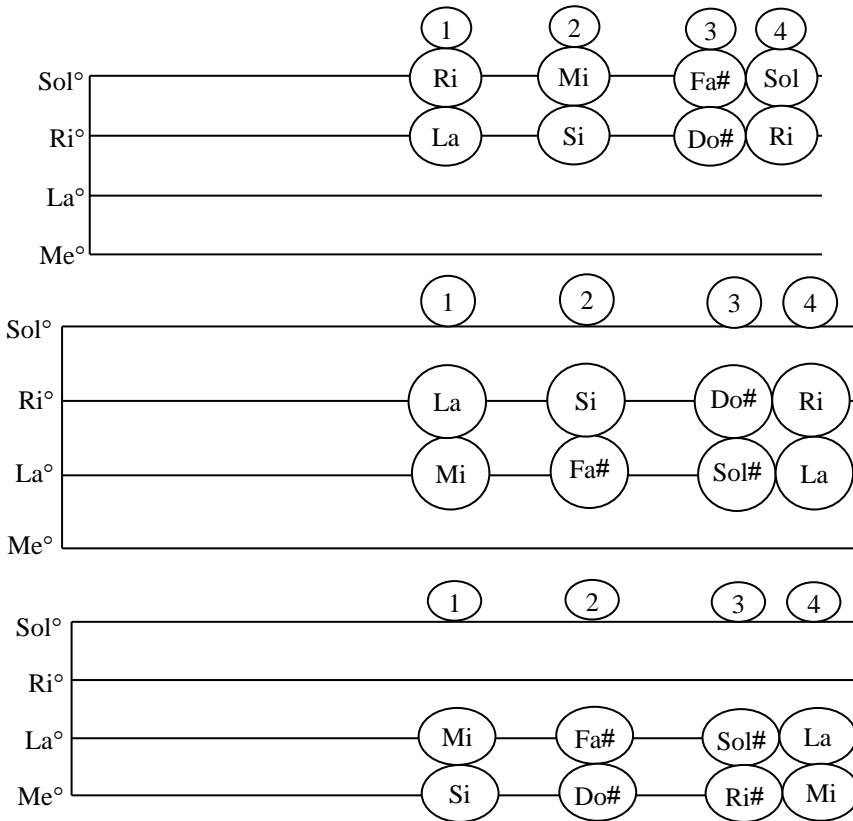 1 2 3 4
Sol° Ri Mi Fa# Sol
Ri° La Si Do# Ri
La°
Me°
1 2 3 4
Sol°
Ri° La Si Do# Ri
La° Mi Fa# Sol# La
Me°
1 2 3 4
Sol°
Ri°
La° Mi Fa# Sol# La
Me° Si Do# Ri# Mi